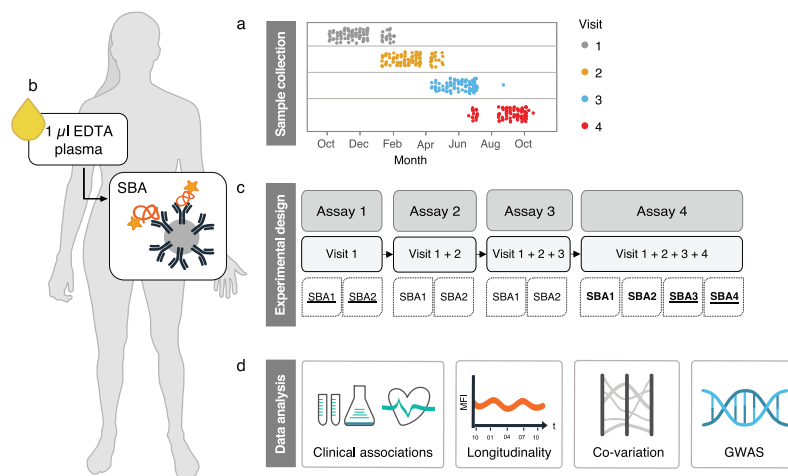 a
Visit
Sample collection
1
2
3
4
Oct Dec Feb Apr Jun Aug Oct
Month
b
1 µl EDTA
plasma
SBA
c
Experimental design
Assay 1 Assay 2 Assay 3 Assay 4
Visit 1 Visit 1 + 2 Visit 1 + 2 + 3 Visit 1 + 2 + 3 + 4
SBA1 SBA2 SBA1 SBA2 SBA1 SBA2 SBA1 SBA2 SBA3 SBA4
d
Data analysis
MFI
t
10 01 04 07 10
Clinical associations Longitudinality Co-variation GWAS